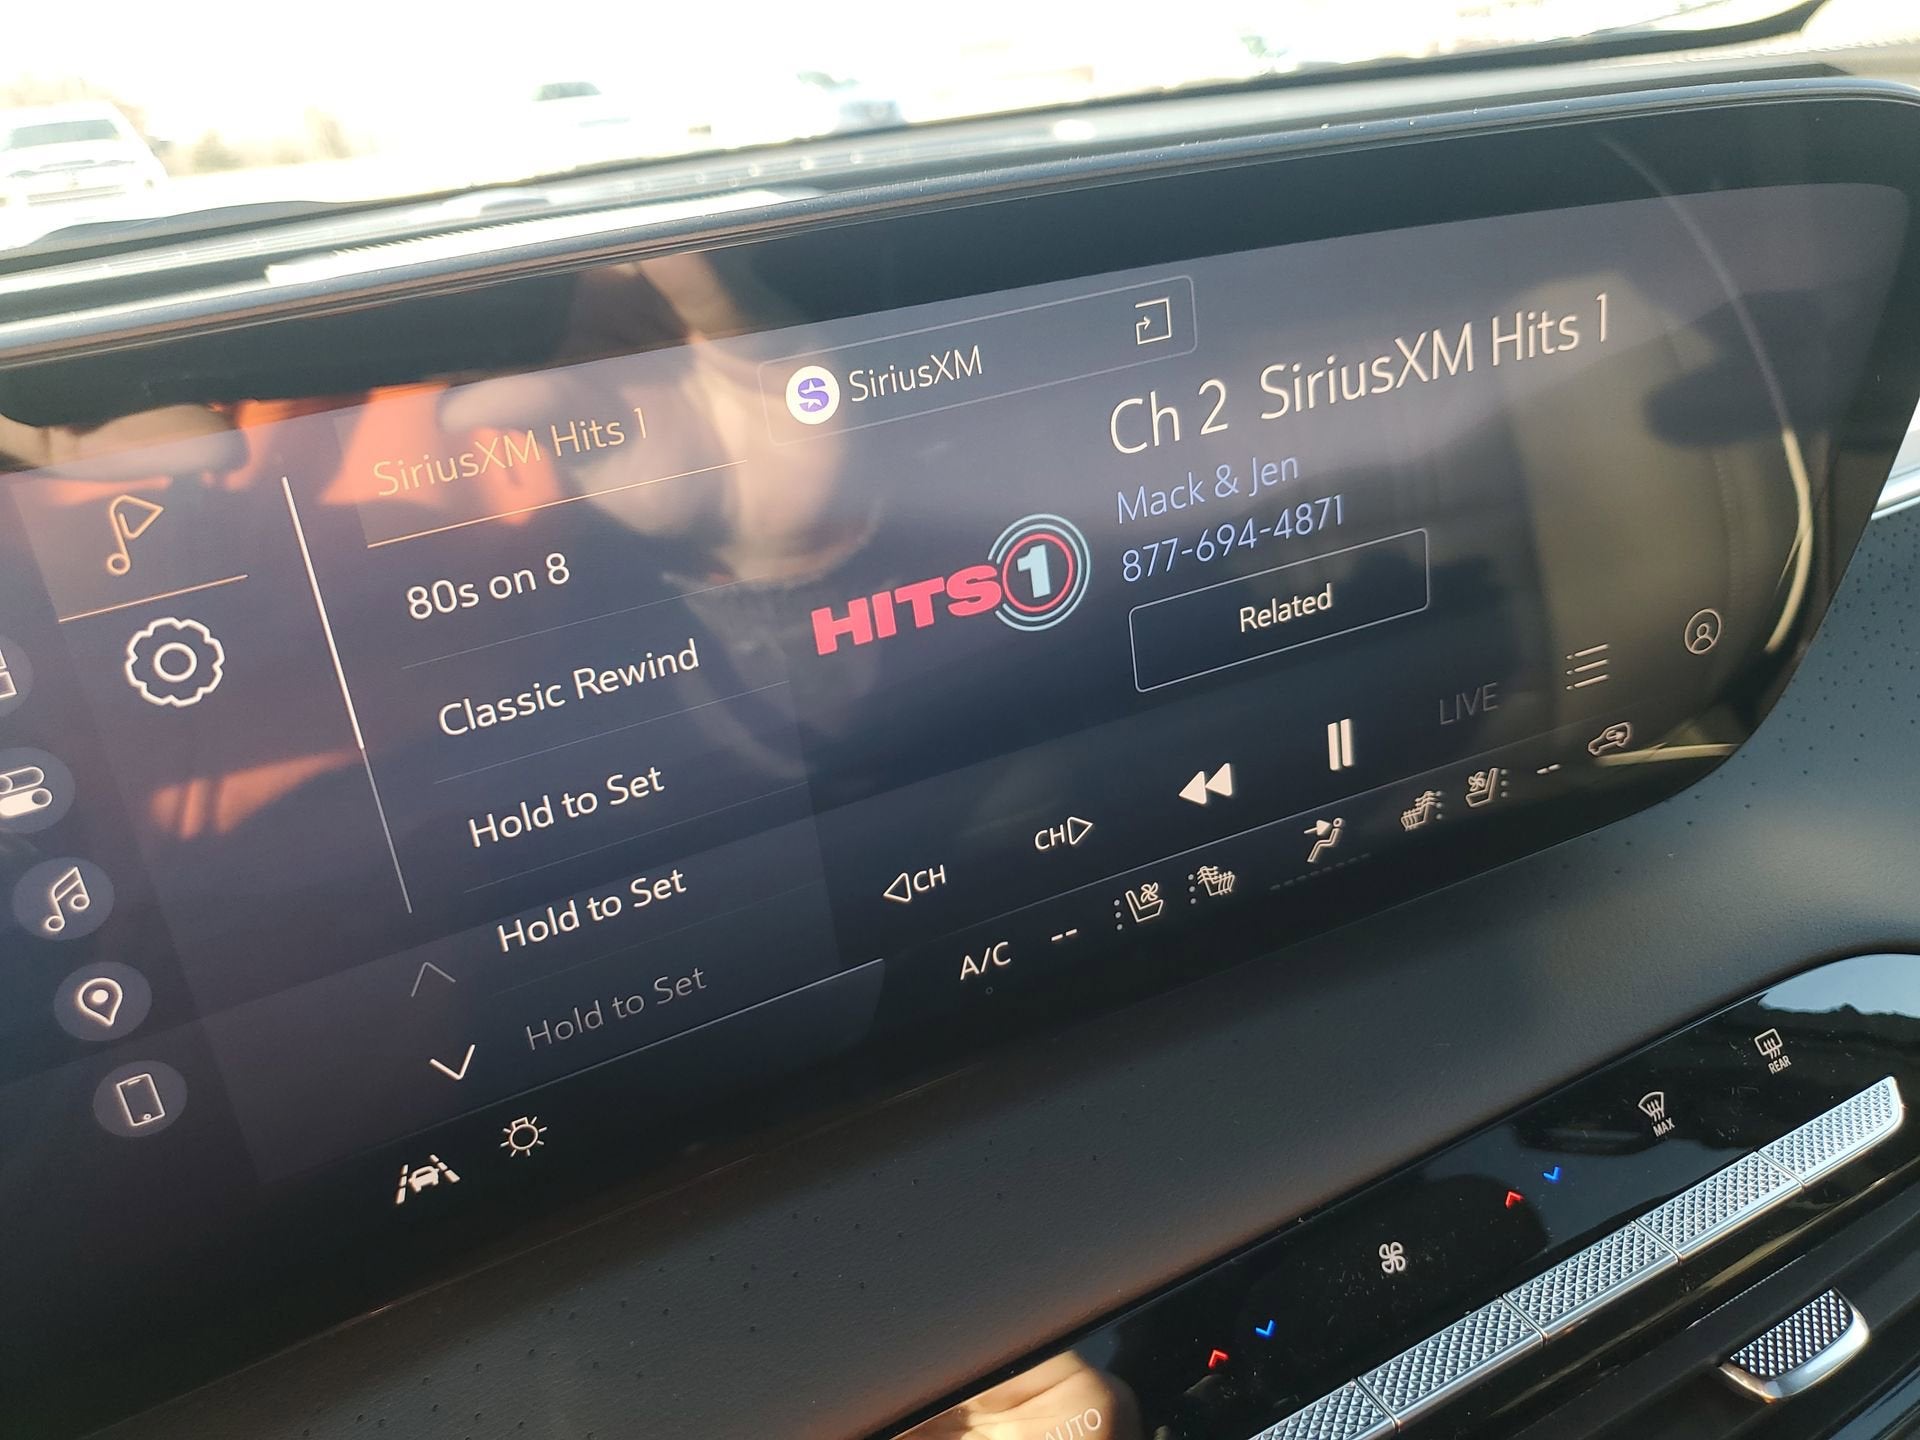 SiriusXM Hits 1
80s on 8
Classic Rewind
Hold to Set
Hold to Set
Hold to Set
SiriusXM
Ch 2 SiriusXM Hits 1
Mack & Jen
877-694-4871
HITS 1
Related
LIVE
CH
CH
A/C
--
--
REAR
MAX
AUTO